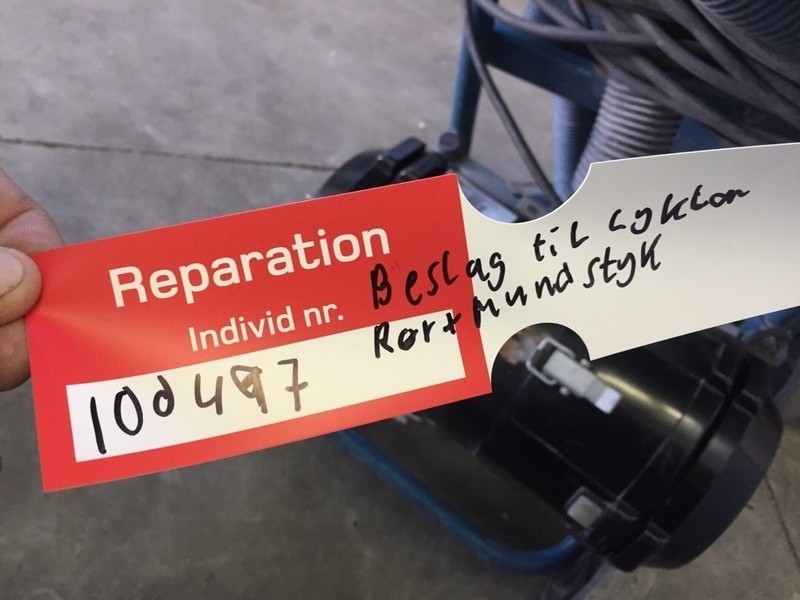 Reparation
Individ nr.
100497
Beslag til cyklon
Rør + Mundstyk